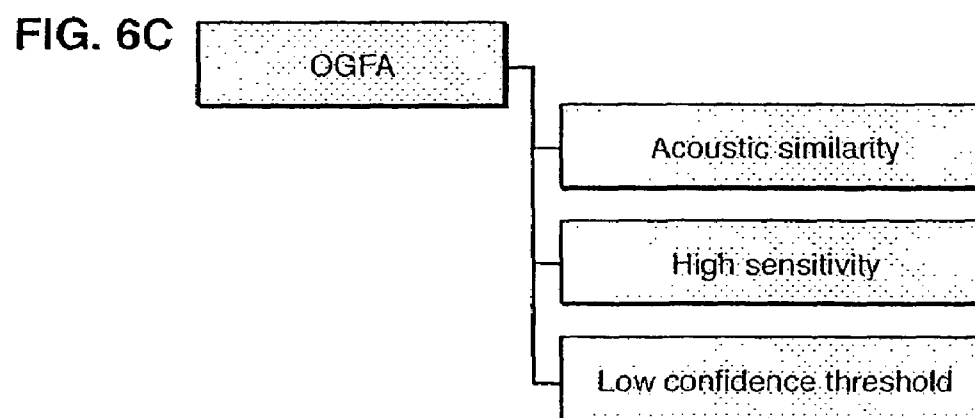 FIG. 6C
OGFA
Acoustic similarity
High sensitivity
Low confidence threshold